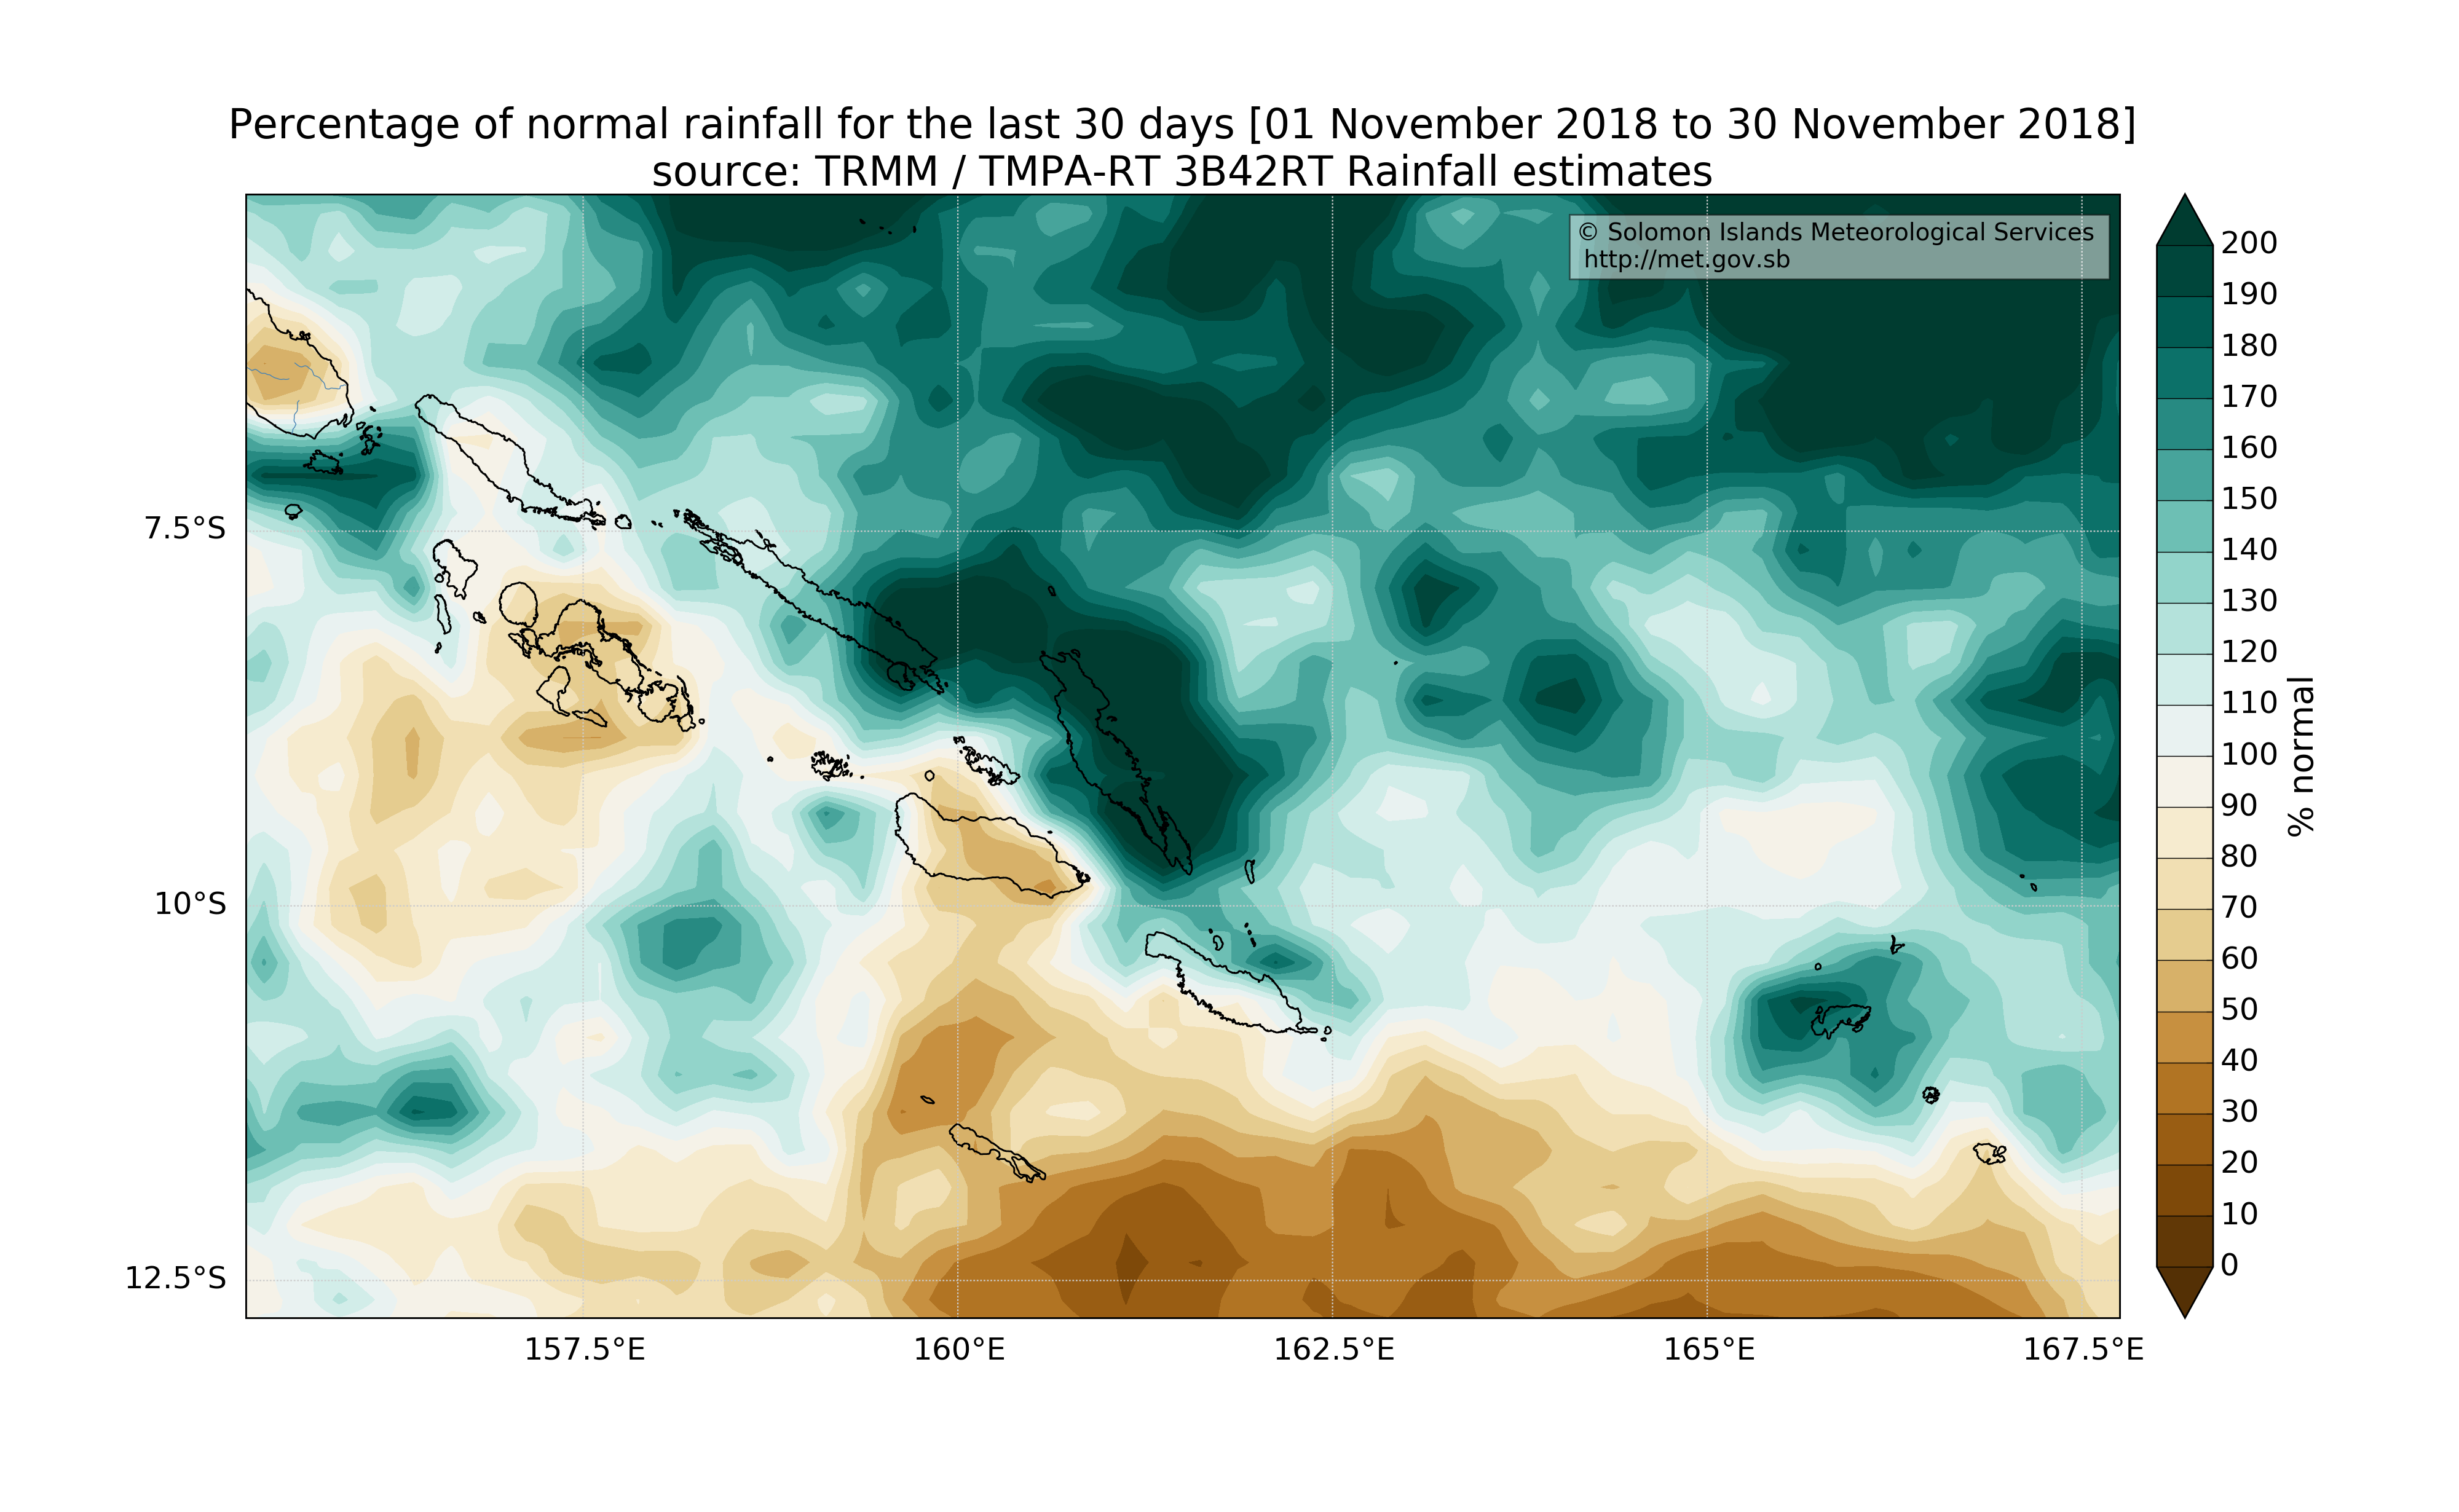 Percentage of normal rainfall for the last 30 days [01 November 2018 to 30 November 2018]
source: TRMM / TMPA-RT 3B42RT Rainfall estimates
© Solomon Islands Meteorological Services
http://met.gov.sb
7.5°S
10°S
12.5°S
157.5°E
160°E
162.5°E
165°E
167.5°E
200
190
180
170
160
150
140
130
120
110
100
90
80
70
60
50
40
30
20
10
0
% normal